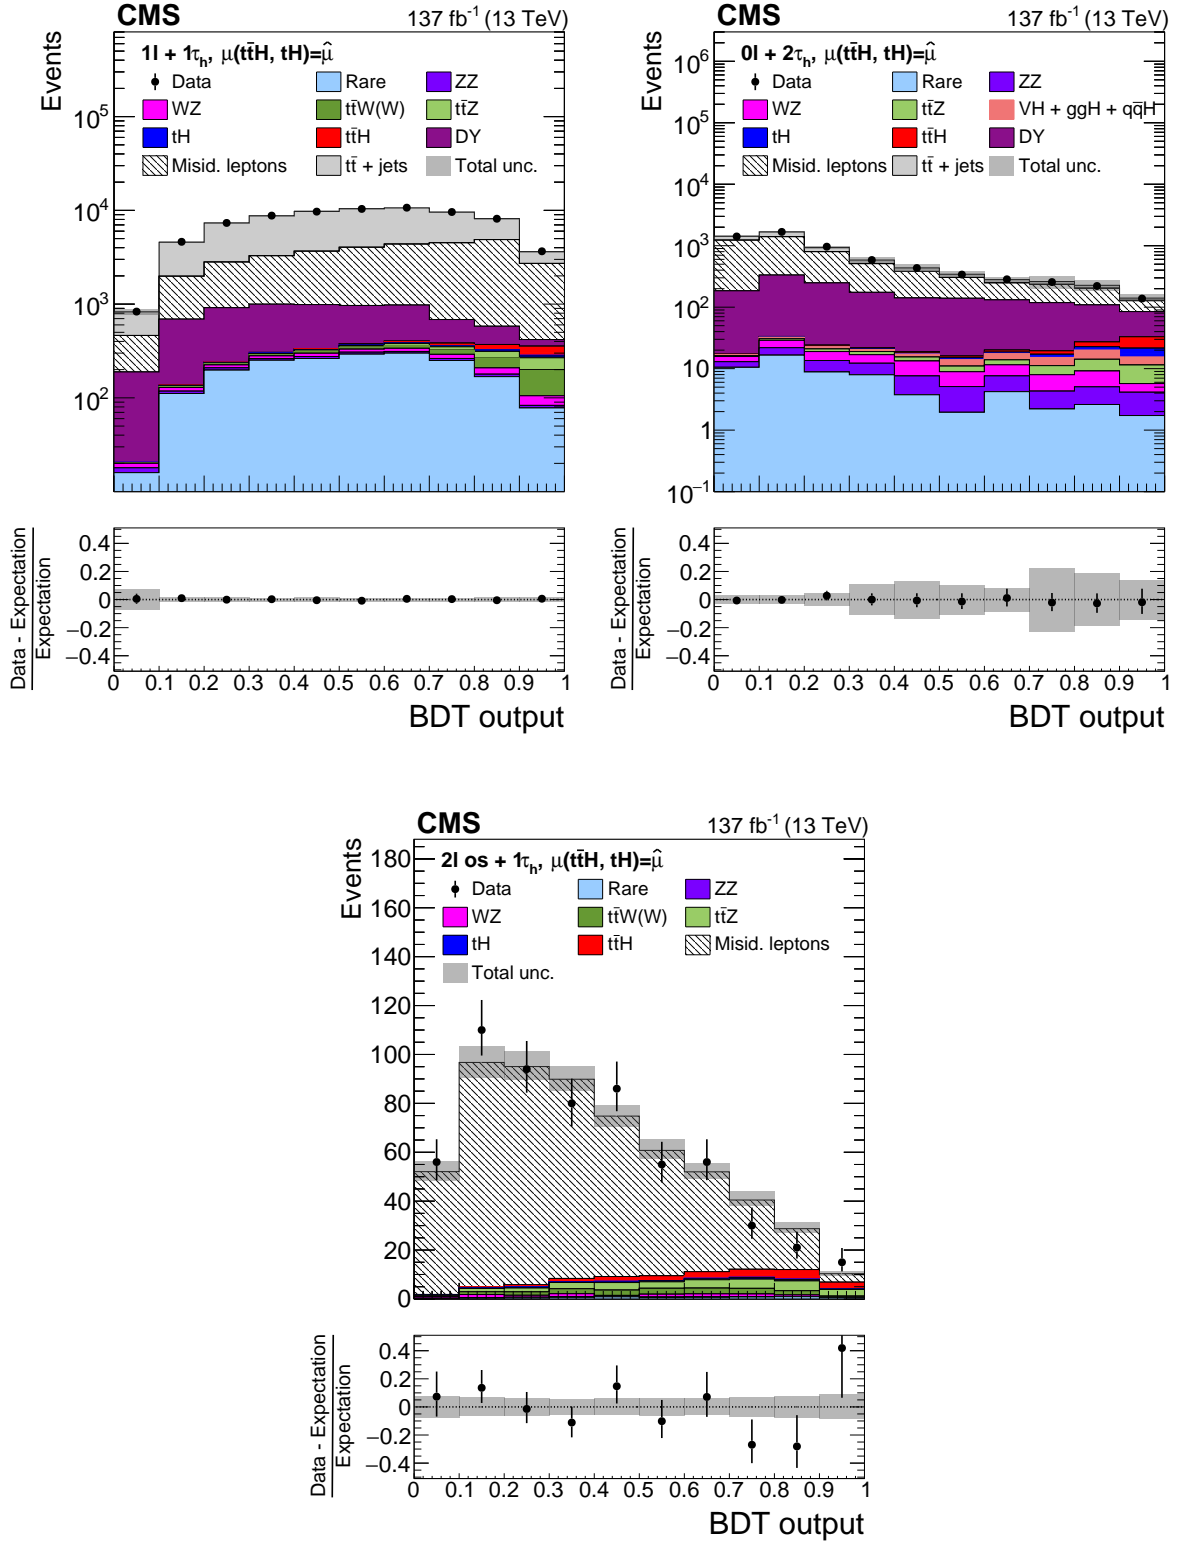 CMS 137 fb⁻¹ (13 TeV)
Events
1l + 1τₕ, μ(tt̄H, tH)=μ̂
Data Rare ZZ
WZ tt̄W(W) tt̄Z
tH tt̄H DY
Misid. leptons tt̄ + jets Total unc.
10⁵
10⁴
10³
10²
Data - Expectation
Expectation
0.4
0.2
0
−0.2
−0.4
0 0.1 0.2 0.3 0.4 0.5 0.6 0.7 0.8 0.9 1
BDT output
CMS 137 fb⁻¹ (13 TeV)
Events
0l + 2τₕ, μ(tt̄H, tH)=μ̂
Data Rare ZZ
WZ tt̄Z VH + ggH + qq̄H
tH tt̄H DY
Misid. leptons tt̄ + jets Total unc.
10⁶
10⁵
10⁴
10³
10²
10
1
10⁻¹
Data - Expectation
Expectation
0.4
0.2
0
−0.2
−0.4
0 0.1 0.2 0.3 0.4 0.5 0.6 0.7 0.8 0.9 1
BDT output
CMS 137 fb⁻¹ (13 TeV)
Events
2l os + 1τₕ, μ(tt̄H, tH)=μ̂
Data Rare ZZ
WZ tt̄W(W) tt̄Z
tH tt̄H Misid. leptons
Total unc.
180
160
140
120
100
80
60
40
20
0
Data - Expectation
Expectation
0.4
0.2
0
−0.2
−0.4
0 0.1 0.2 0.3 0.4 0.5 0.6 0.7 0.8 0.9 1
BDT output